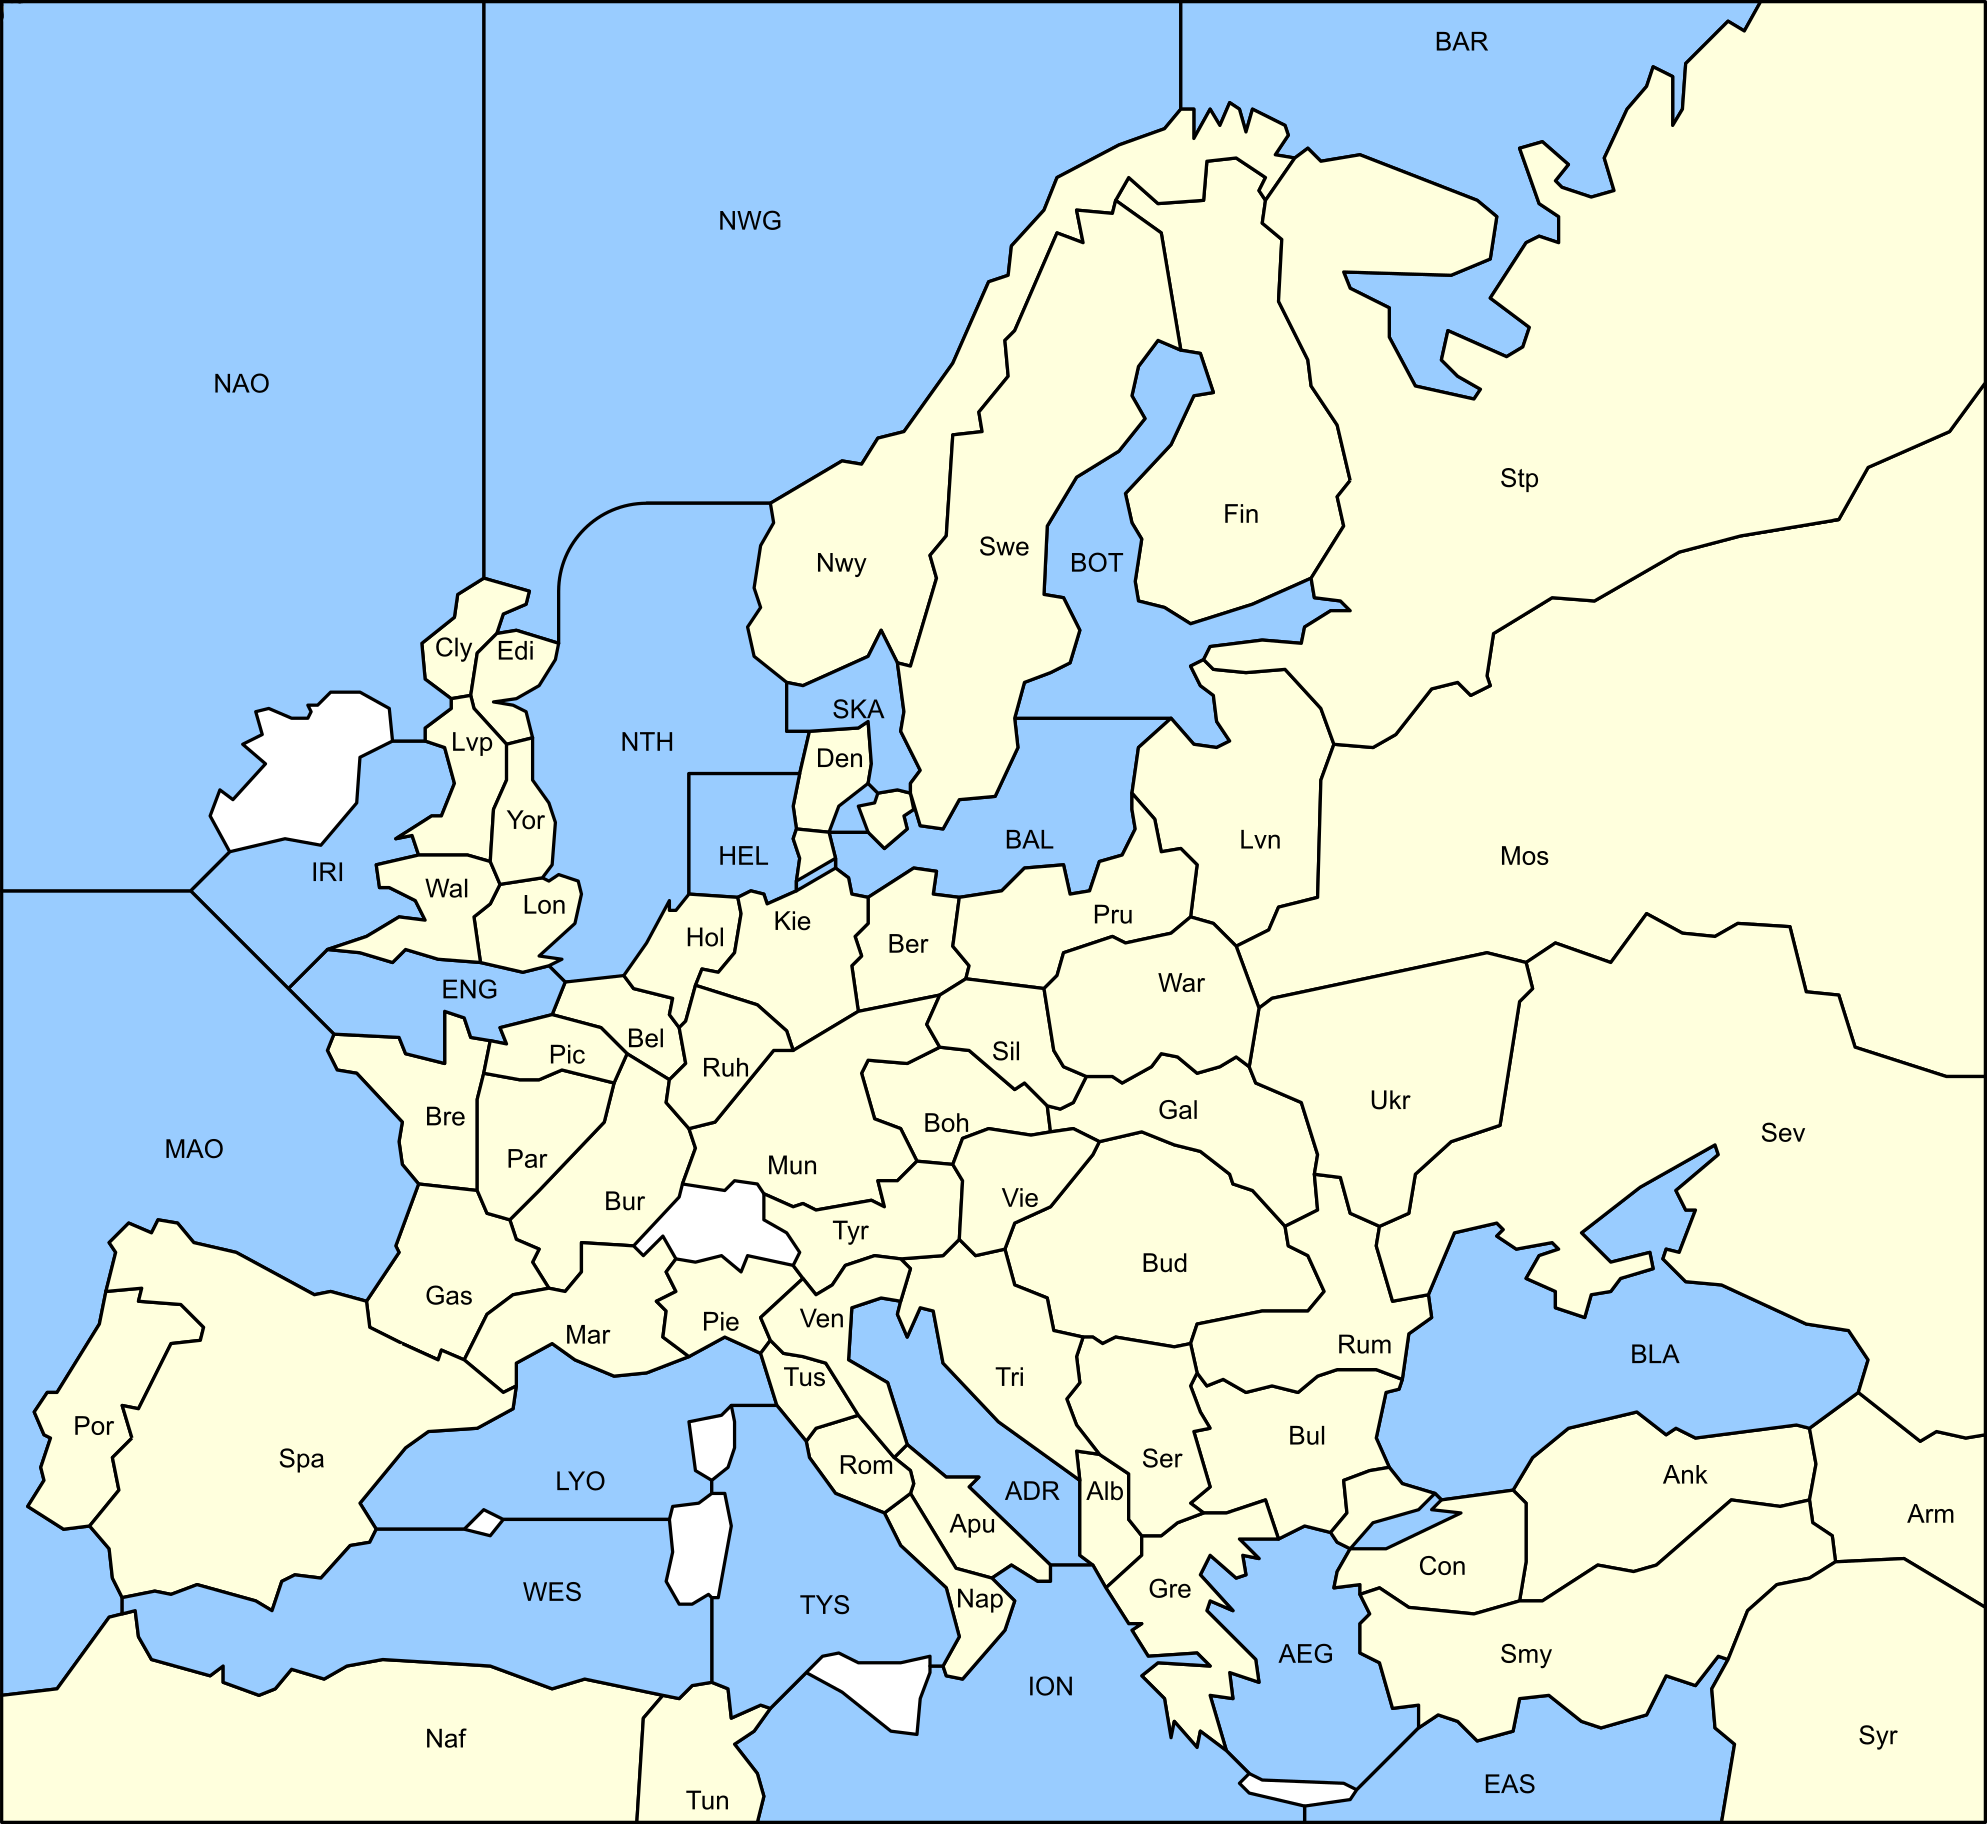 BAR
NWG
NAO
Stp
Fin
Swe
BOT
Nwy
Cly
Edi
SKA
NTH
Lvp
Den
Yor
BAL
Lvn
HEL
Mos
IRI
Wal
Lon
Pru
Kie
Hol
Ber
War
ENG
Bel
Sil
Pic
Ruh
Ukr
Gal
Bre
Boh
Sev
MAO
Par
Mun
Vie
Bur
Tyr
Bud
Gas
Ven
Pie
Mar
Rum
BLA
Tus
Tri
Por
Bul
Spa
Ser
Rom
Ank
LYO
ADR
Alb
Arm
Apu
Con
Gre
WES
Nap
TYS
AEG
Smy
ION
Naf
Syr
EAS
Tun